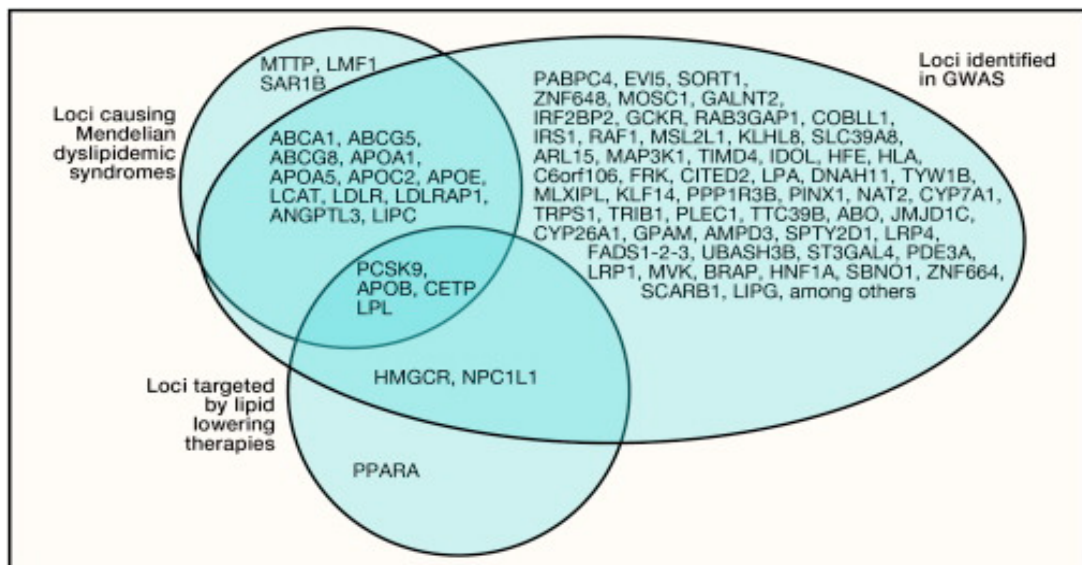 MTTP, LMF1
SAR1B
Loci causing
Mendelian
dyslipidemic
syndromes
ABCA1, ABCG5,
ABCG8, APOA1,
APOA5, APOC2, APOE,
LCAT, LDLR, LDLRAP1,
ANGPTL3, LIPC
Loci identified
in GWAS
PABPC4, EVI5, SORT1,
ZNF648, MOSC1, GALNT2,
IRF2BP2, GCKR, RAB3GAP1, COBLL1,
IRS1, RAF1, MSL2L1, KLHL8, SLC39A8,
ARL15, MAP3K1, TIMD4, IDOL, HFE, HLA,
C6orf106, FRK, CITED2, LPA, DNAH11, TYW1B,
MLXIPL, KLF14, PPP1R3B, PINX1, NAT2, CYP7A1,
TRPS1, TRIB1, PLEC1, TTC39B, ABO, JMJD1C,
CYP26A1, GPAM, AMPD3, SPTY2D1, LRP4,
FADS1-2-3, UBASH3B, ST3GAL4, PDE3A,
LRP1, MVK, BRAP, HNF1A, SBNO1, ZNF664,
SCARB1, LIPG, among others
PCSK9,
APOB, CETP
LPL
Loci targeted
by lipid
lowering
therapies
HMGCR, NPC1L1
PPARA